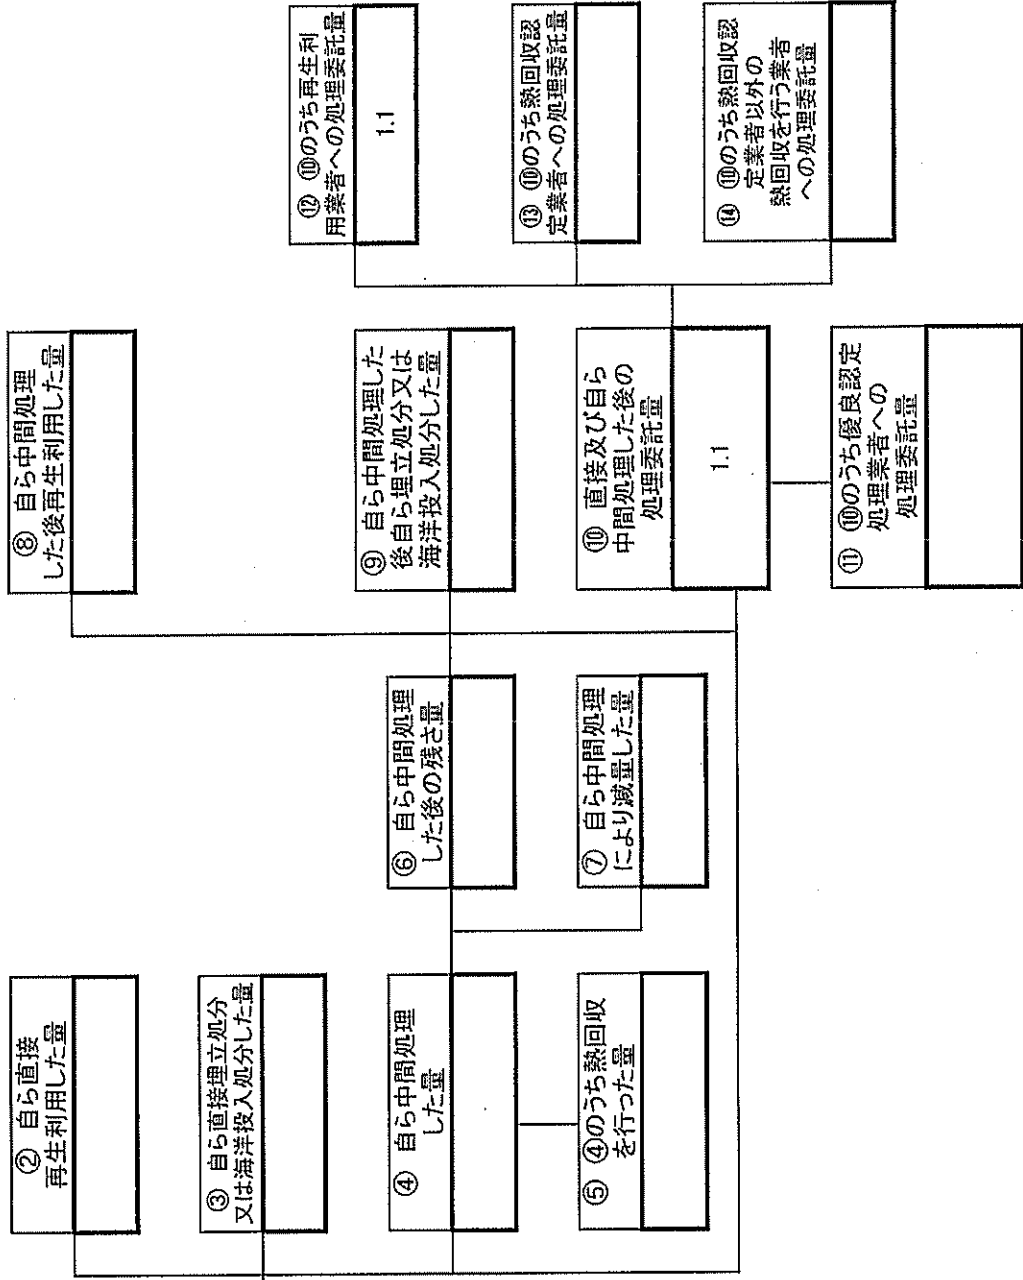 ② 自ら直接
再生利用した量
③ 自ら直接埋立処分
又は海洋投入処分した量
④ 自ら中間処理
した量
⑤ ④のうち熱回収
を行った量
⑥ 自ら中間処理
した後の残さ量
⑦ 自ら中間処理
により減量した量
⑧ 自ら中間処理
した後再生利用した量
⑨ 自ら中間処理した
後自ら埋立処分又は
海洋投入処分した量
⑩ 直接及び自ら
中間処理した後の
処理委託量
1.1
⑪ ⑩のうち優良認定
処理業者への
処理委託量
⑫ ⑩のうち再生利
用業者への処理委託量
1.1
⑬ ⑩のうち熱回収認
定業者への処理委託量
⑭ ⑩のうち熱回収認
定業者以外の
熱回収を行う業者
への処理委託量